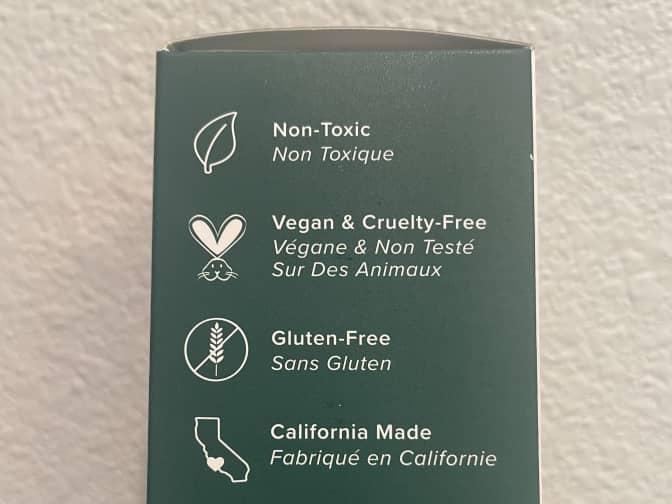 Non-Toxic
Non Toxique
Vegan & Cruelty-Free
Végane & Non Testé
Sur Des Animaux
Gluten-Free
Sans Gluten
California Made
Fabriqué en Californie